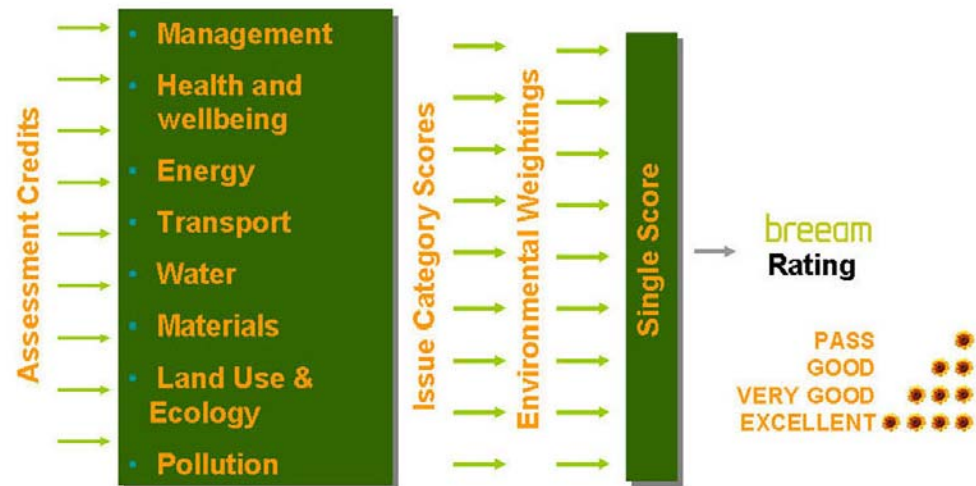 Assessment Credits
• Management
• Health and
wellbeing
• Energy
• Transport
• Water
• Materials
• Land Use &
Ecology
• Pollution
Issue Category Scores
Environmental Weightings
Single Score
breeam
Rating
PASS
GOOD
VERY GOOD
EXCELLENT